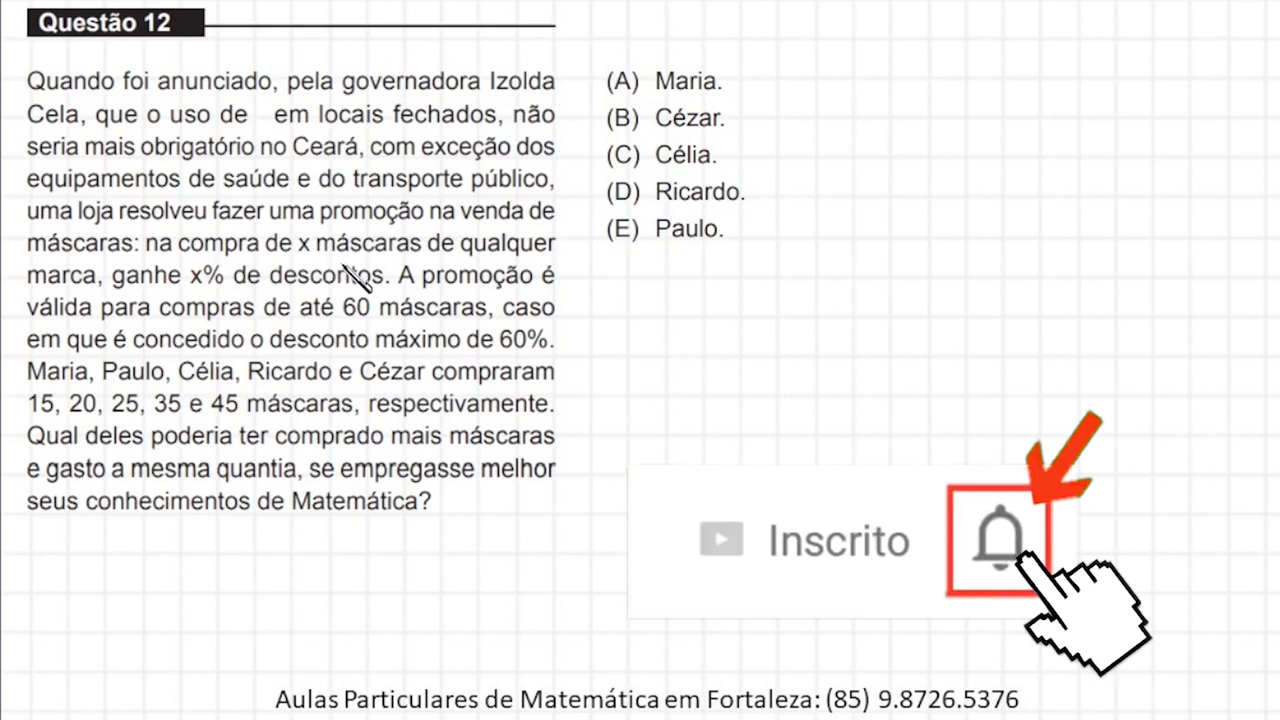 Questão 12
Quando foi anunciado, pela governadora Izolda
Cela, que o uso de em locais fechados, não
seria mais obrigatório no Ceará, com exceção dos
equipamentos de saúde e do transporte público,
uma loja resolveu fazer uma promoção na venda de
máscaras: na compra de x máscaras de qualquer
marca, ganhe x% de descontos. A promoção é
válida para compras de até 60 máscaras, caso
em que é concedido o desconto máximo de 60%.
Maria, Paulo, Célia, Ricardo e Cézar compraram
15, 20, 25, 35 e 45 máscaras, respectivamente.
Qual deles poderia ter comprado mais máscaras
e gasto a mesma quantia, se empregasse melhor
seus conhecimentos de Matemática?
(A) Maria.
(B) Cézar.
(C) Célia.
(D) Ricardo.
(E) Paulo.
Inscrito
Aulas Particulares de Matemática em Fortaleza: (85) 9.8726.5376